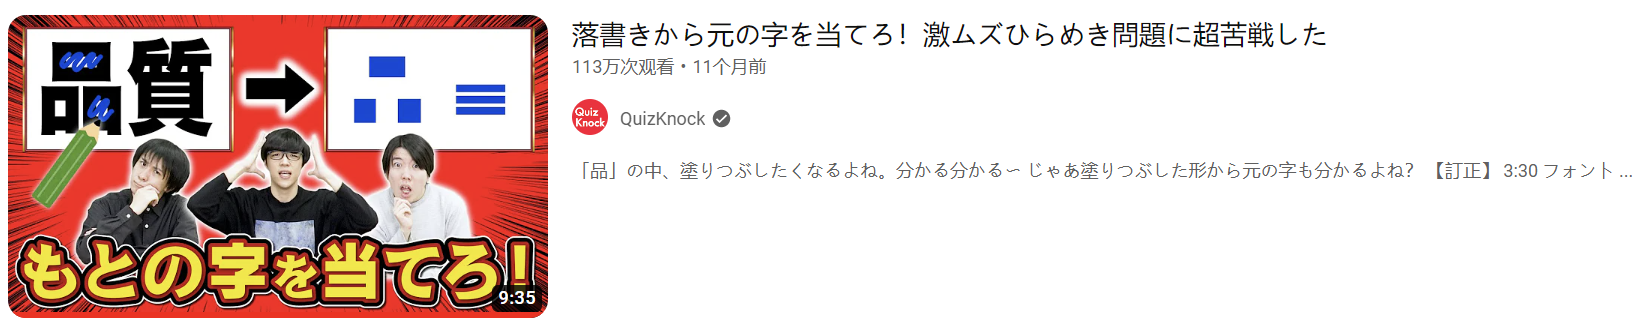 品質
もとの字を当てろ!
9:35
落書きから元の字を当てろ！激ムズひらめき問題に超苦戦した
113万次观看・11个月前
Quiz
Knock
QuizKnock
「品」の中、塗りつぶしたくなるよね。分かる分かる〜 じゃあ塗りつぶした形から元の字も分かるよね？ 【訂正】 3:30 フォント ...